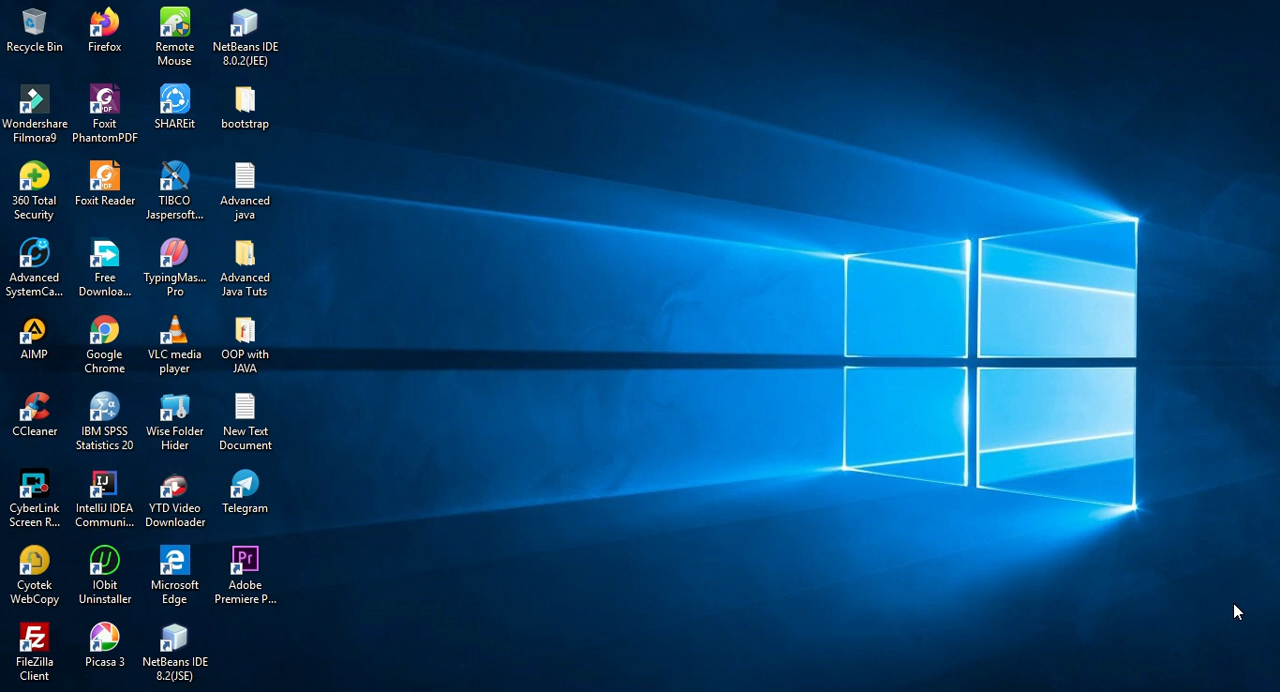 Recycle Bin
Firefox
Remote
Mouse
NetBeans IDE
8.0.2(JEE)
Wondershare
Filmora9
Foxit
PhantomPDF
SHAREit
bootstrap
360 Total
Security
Foxit Reader
TIBCO
Jaspersoft...
Advanced
java
Advanced
SystemCa...
Free
Downloa...
TypingMas...
Pro
Advanced
Java Tuts
AIMP
Google
Chrome
VLC media
player
OOP with
JAVA
CCleaner
IBM SPSS
Statistics 20
Wise Folder
Hider
New Text
Document
CyberLink
Screen R...
IntelliJ IDEA
Communi...
YTD Video
Downloader
Telegram
Cyotek
WebCopy
IObit
Uninstaller
Microsoft
Edge
Adobe
Premiere P...
FileZilla
Client
Picasa 3
NetBeans IDE
8.2(JSE)